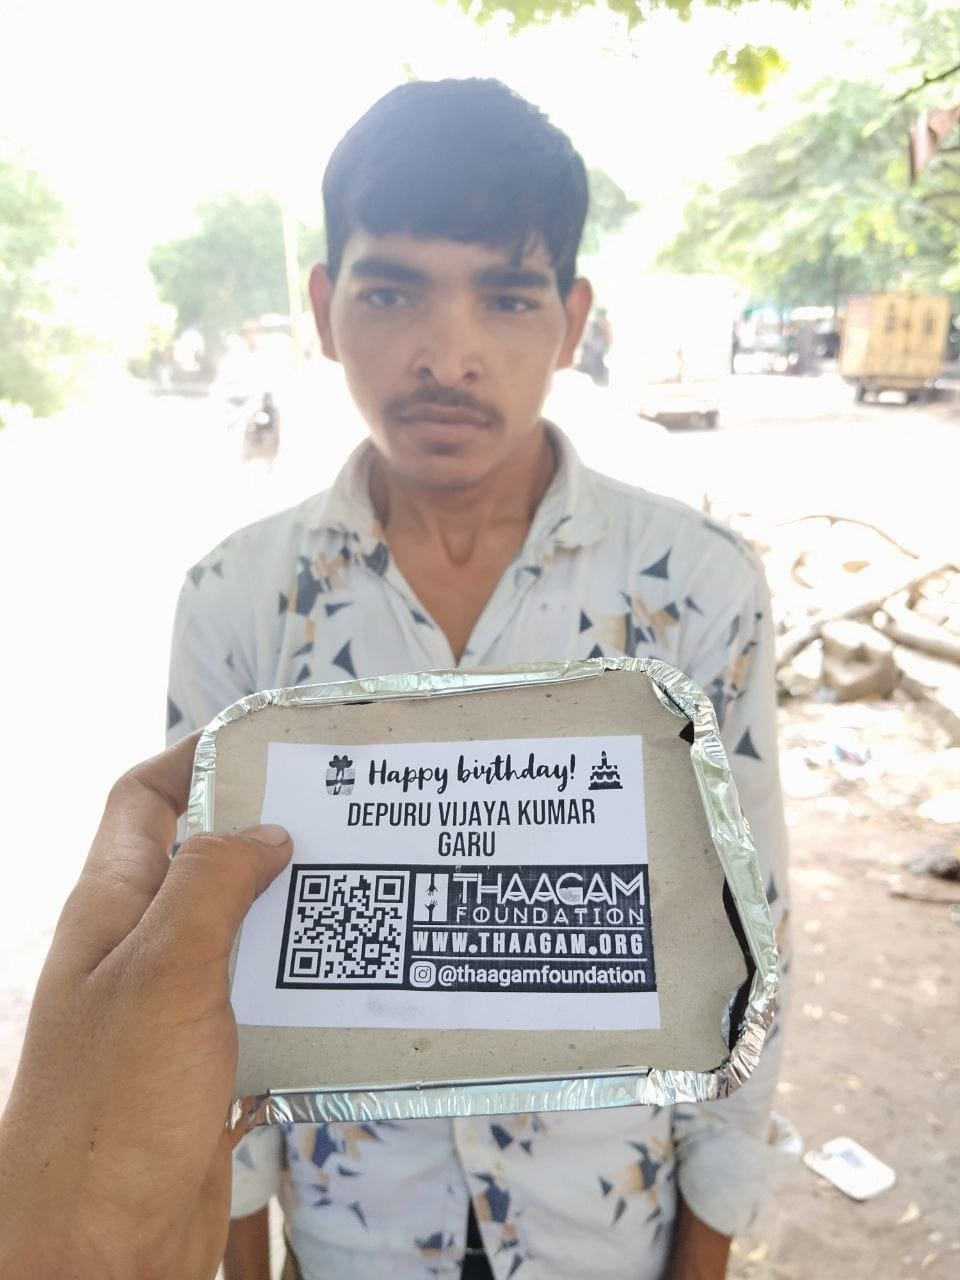 Happy birthday!
DEPURU VIJAYA KUMAR
GARU
THAAGAM
FOUNDATION
WWW.THAAGAM.ORG
@thaagamfoundation